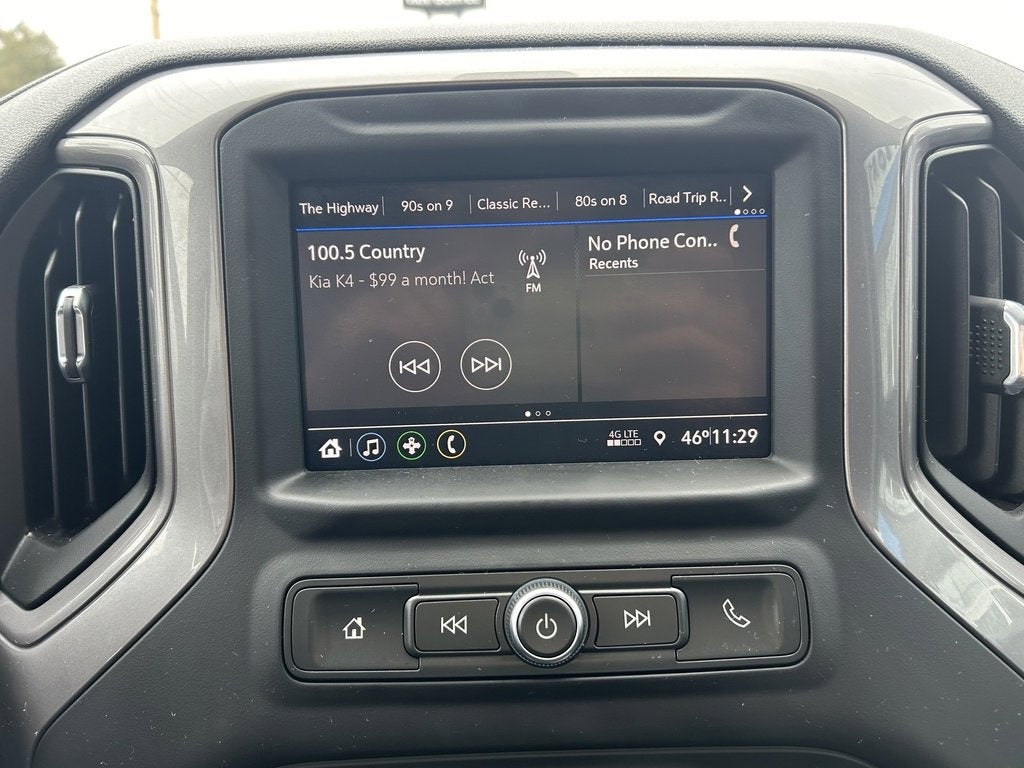 The Highway
90s on 9
Classic Re...
80s on 8
Road Trip R..
100.5 Country
Kia K4 - $99 a month! Act
FM
No Phone Con..
Recents
4G LTE
46° 11:29